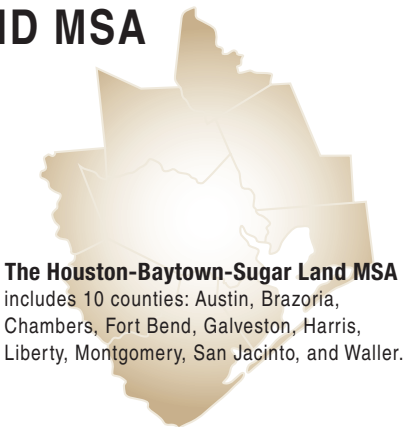 ND MSA
The Houston-Baytown-Sugar Land MSA
includes 10 counties: Austin, Brazoria,
Chambers, Fort Bend, Galveston, Harris,
Liberty, Montgomery, San Jacinto, and Waller.